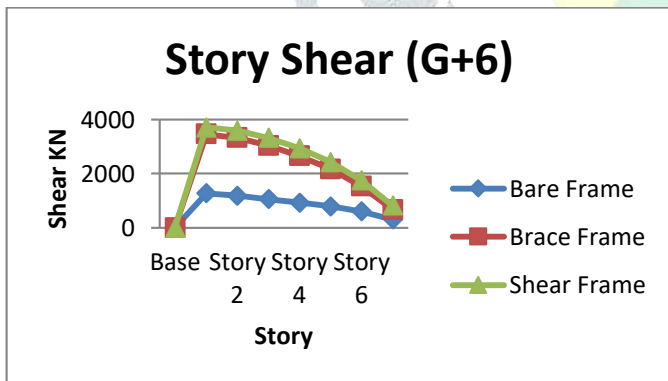 Story Shear (G+6)
4000
2000
0
Shear KN
Base Story Story Story
2 4 6
Story
Bare Frame
Brace Frame
Shear Frame